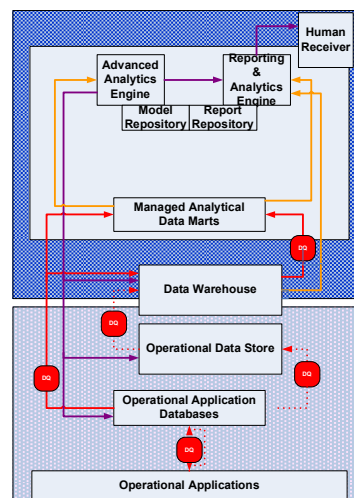 Human
Receiver
Advanced
Analytics
Engine
Reporting
&
Analytics
Engine
Model
Repository
Report
Repository
Managed Analytical
Data Marts
DQ
Data Warehouse
DQ
Operational Data Store
DQ
DQ
Operational Application
Databases
DQ
Operational Applications